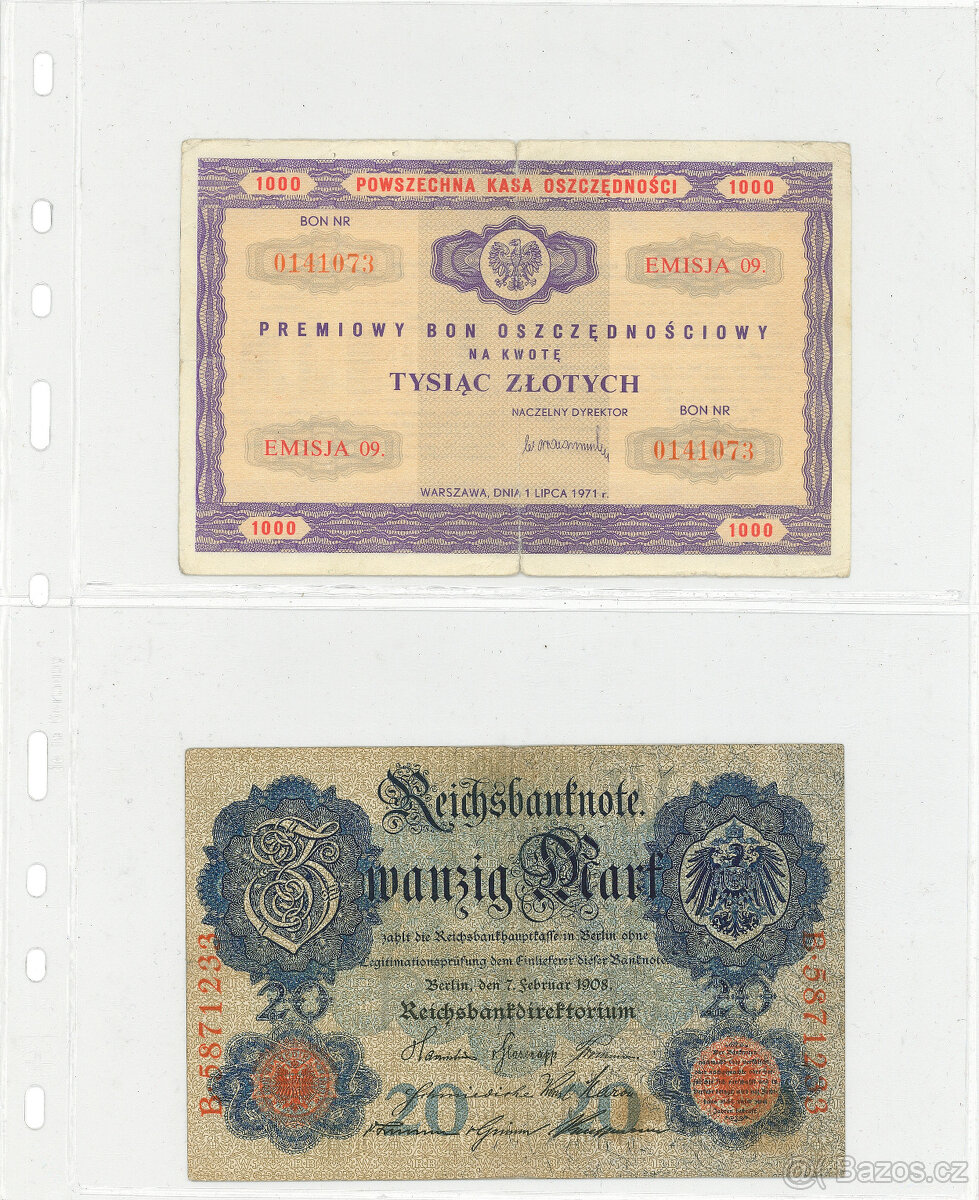 1000 POWSZECHNA KASA OSZCZĘDNOŚCI 1000
BON NR
0141073 EMISJA 09.
PREMIOWY BON OSZCZĘDNOŚCIOWY
NA KWOTĘ
TYSIĄC ZŁOTYCH
NACZELNY DYREKTOR BON NR
EMISJA 09. 0141073
WARSZAWA, DNIA 1 LIPCA 1971 r.
1000 1000
Reichsbanknote.
Zwanzig Mark
zahlt die Reichsbankhauptkasse in Berlin ohne
Legitimationsprüfung dem Einlieferer dieser Banknote
Berlin, den 7. Februar 1908.
20 Reichsbankdirektorium 20
B·5871233 B·5871233
20 20
@ Bazos.cz